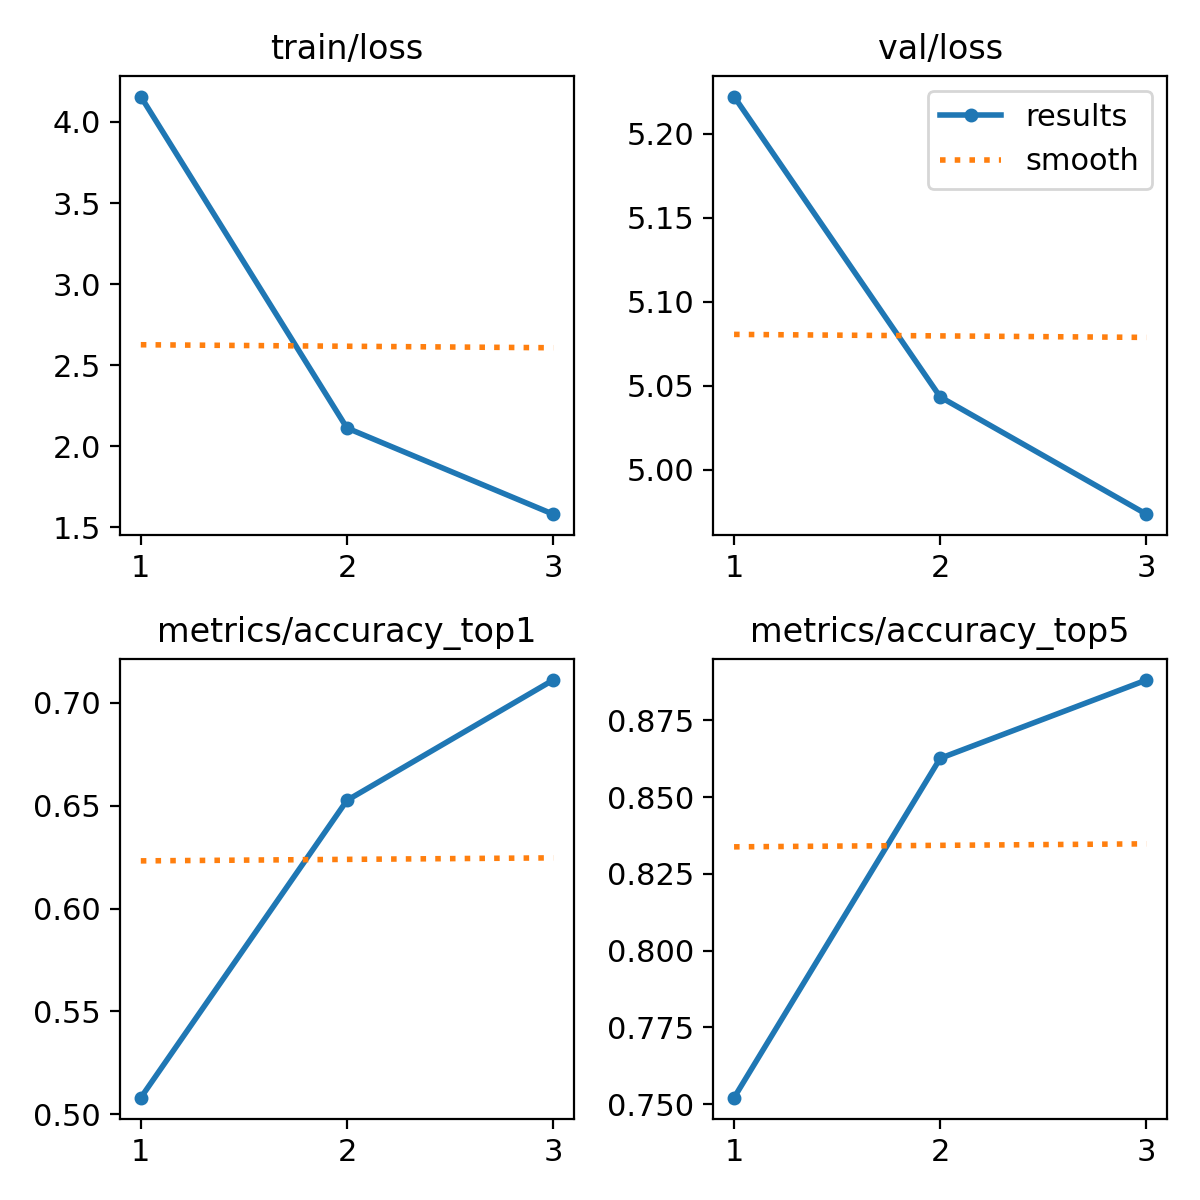 train/loss
4.0
3.5
3.0
2.5
2.0
1.5
1 2 3
val/loss
results
smooth
5.20
5.15
5.10
5.05
5.00
1 2 3
metrics/accuracy_top1
0.70
0.65
0.60
0.55
0.50
1 2 3
metrics/accuracy_top5
0.875
0.850
0.825
0.800
0.775
0.750
1 2 3